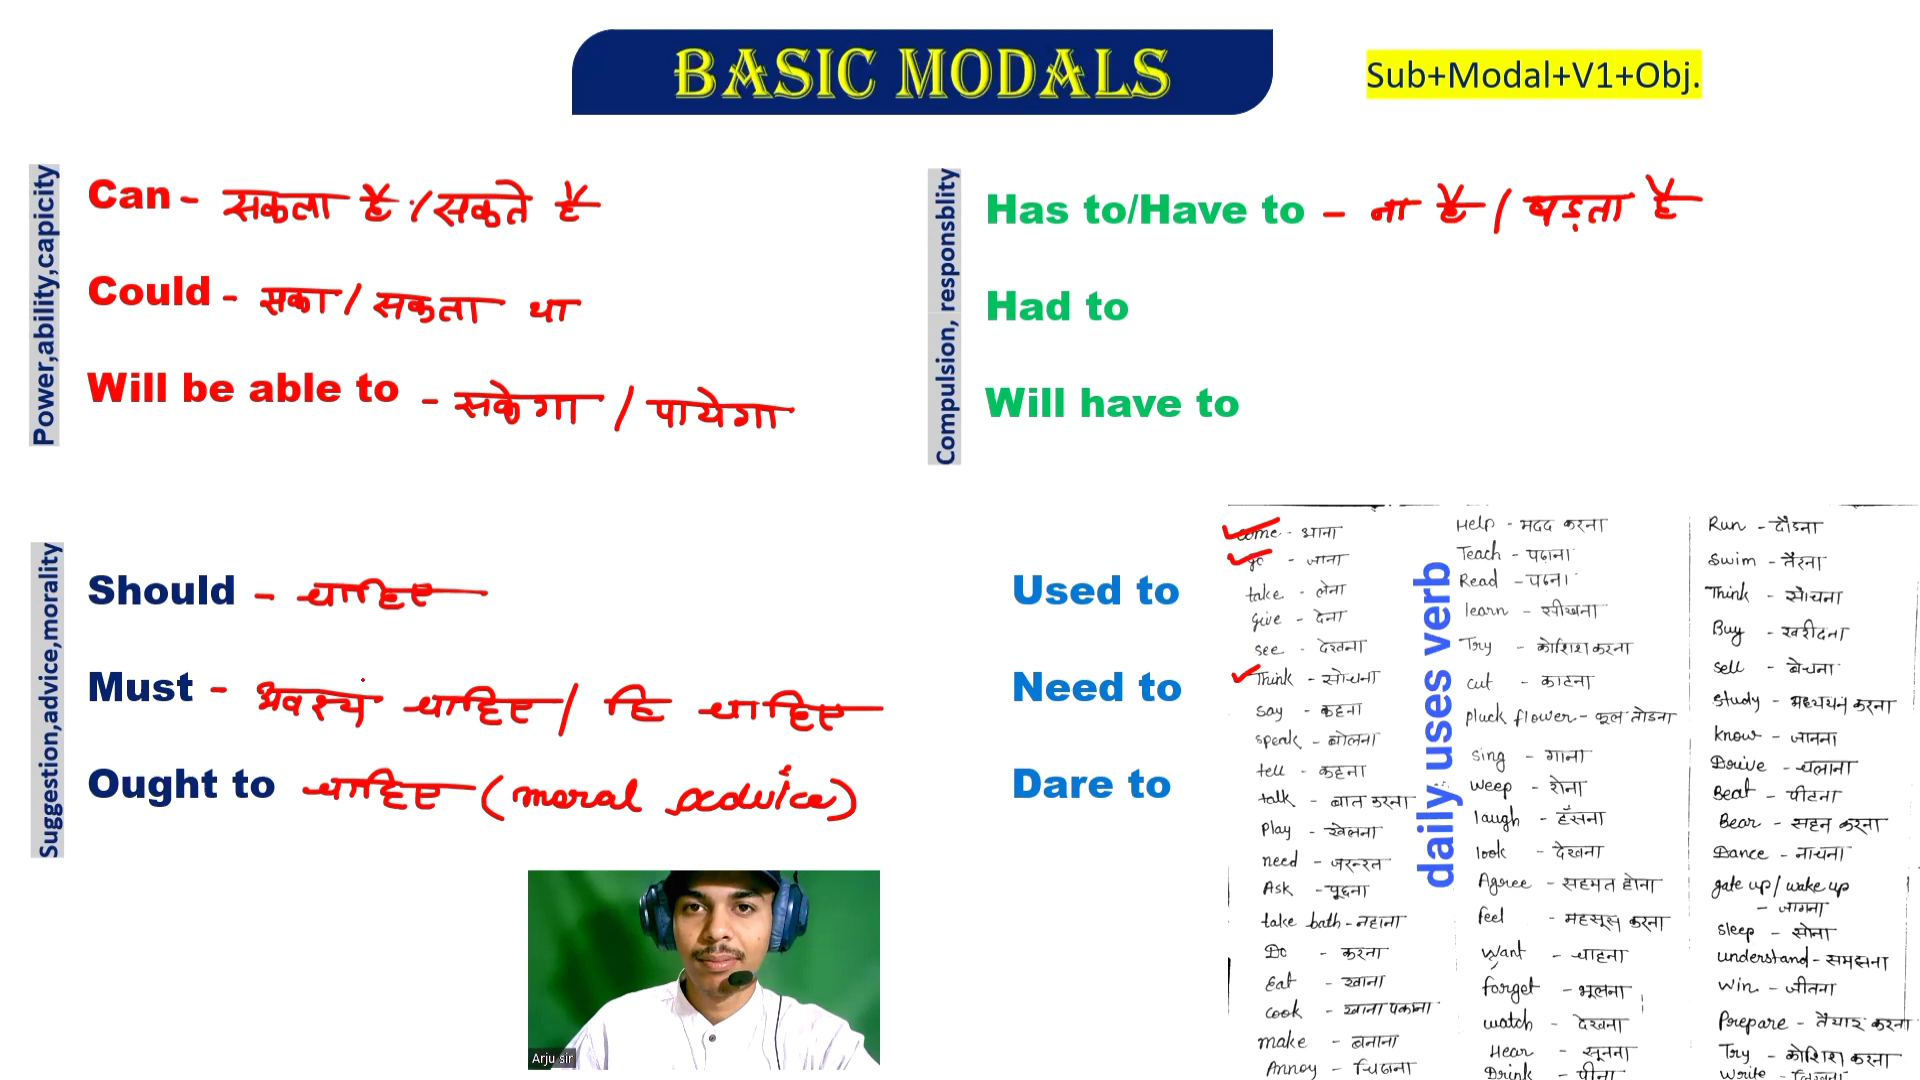 BASIC MODALS
Sub+Modal+V1+Obj.
Power,ability,capicity
Can - सकता है / सकते है
Could - सका / सकता था
Will be able to - सकेगा / पायेगा
Compulsion, responsblity
Has to/Have to - ना है / पड़ता है
Had to
Will have to
Suggestion,advice,morality
Should - चाहिए
Must - अवश्य चाहिए / हि चाहिए
Ought to चाहिए (moral advice)
Used to
Need to
Dare to
daily uses verb
come - आना
go - जाना
take - लेना
give - देना
see - देखना
Think - सोचना
say - कहना
speak - बोलना
tell - कहना
talk - बात करना
Play - खेलना
need - जरूरत
Ask - पूछना
take bath - नहाना
Do - करना
Eat - खाना
cook - खाना पकाना
make - बनाना
Annoy - चिढाना
Help - मदद करना
Teach - पढाना
Read - पढना
learn - सीखना
Try - कोशिश करना
cut - काटना
pluck flower - फूल तोडना
sing - गाना
weep - रोना
laugh - हँसना
look - देखना
Agree - सहमत होना
feel - महसूस करना
want - चाहना
forget - भूलना
watch - देखना
Hear - सूनना
Drink - पीना
Run - दौडना
Swim - तैरना
Think - सोचना
Buy - खरीदना
Sell - बेचना
study - अध्ययन करना
know - जानना
Drive - चलाना
Beat - पीटना
Bear - सहन करना
Dance - नाचना
gate up / wake up
- जागना
sleep - सोना
understand - समझना
Win - जीतना
Prepare - तैयार करना
Try - कोशिश करना
write - लिखना
Arju sir